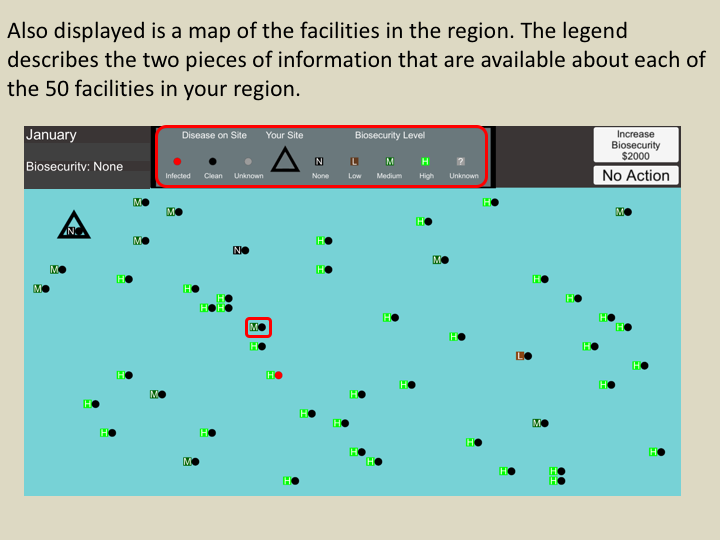 Also displayed is a map of the facilities in the region. The legend
describes the two pieces of information that are available about each of
the 50 facilities in your region.
January
Disease on Site Your Site Biosecurity Level
Increase
Biosecurity
$2000
Biosecurity: None
N L M H ?
Infected Clean Unknown None Low Medium High Unknown
No Action
M H
M M
H
N
M H
N
M
M H
H H
M H
H H
H H
H H
M M
H
H H
L
H
H H
H H
M H
H
H
H M
H H
H
H H
M H
H H
H H